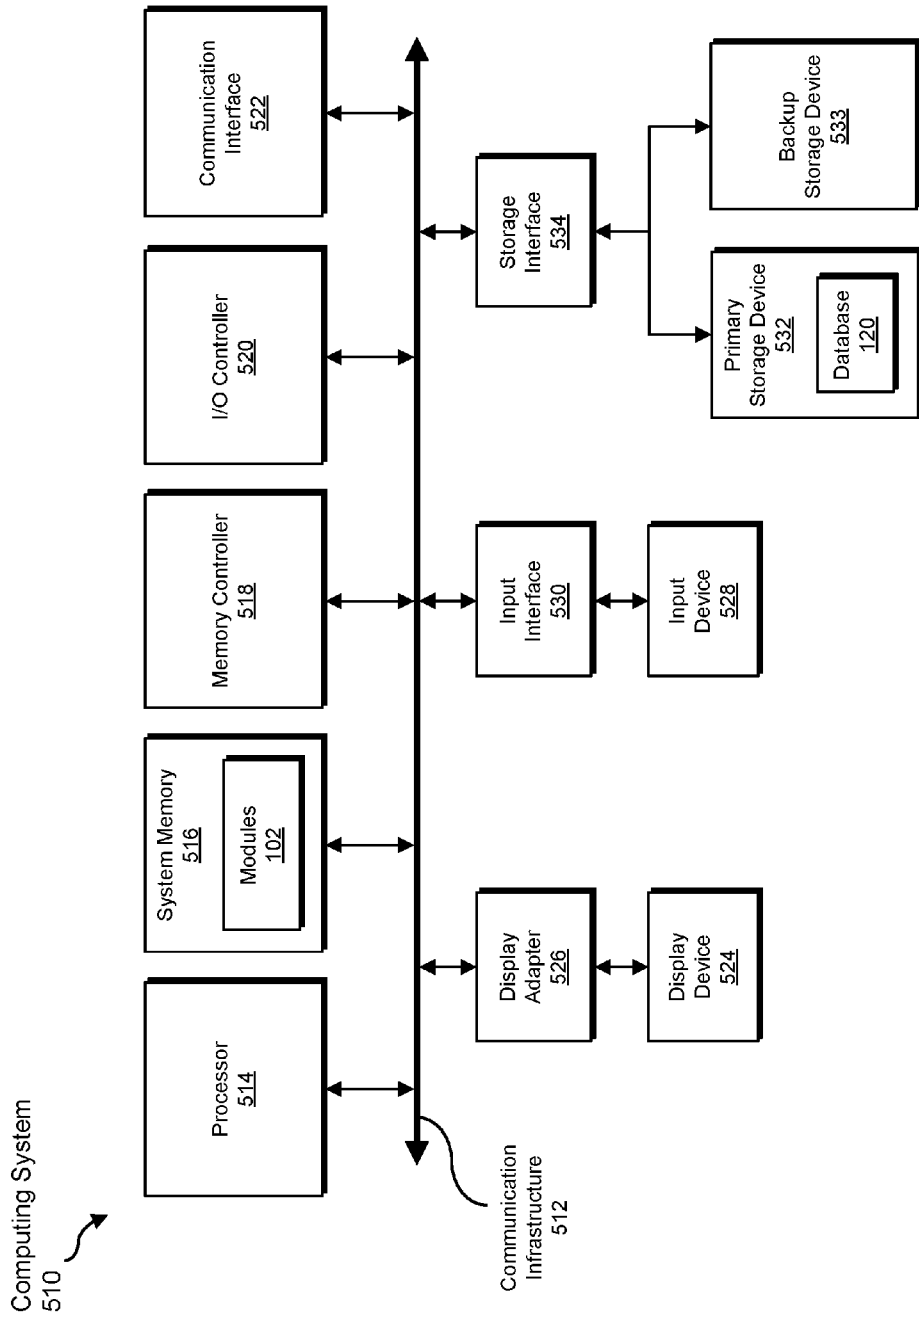 Computing System
510
Processor
514
System Memory
516
Modules
102
Memory Controller
518
I/O Controller
520
Communication
Interface
522
Communication
Infrastructure
512
Display
Adapter
526
Input
Interface
530
Storage
Interface
534
Display
Device
524
Input
Device
528
Primary
Storage Device
532
Database
120
Backup
Storage Device
533